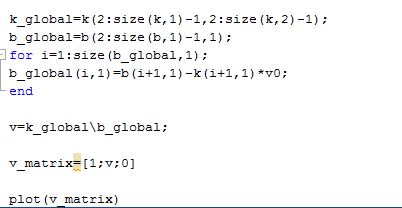 k_global=k(2:size(k,1)-1,2:size(k,2)-1);
b_global=b(2:size(b,1)-1,1);
for i=1:size(b_global,1);
b_global(i,1)=b(i+1,1)-k(i+1,1)*v0;
end
v=k_global\b_global;
v_matrix=[1;v;0]
plot(v_matrix)